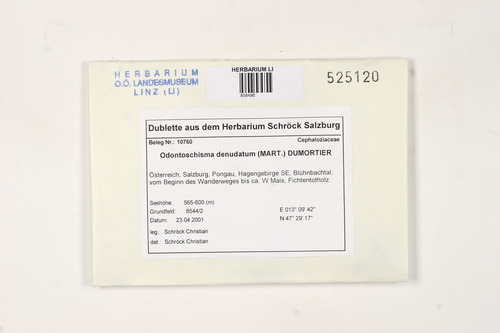 HERBARIUM
O.Ö. LANDESMUSEUM
LINZ (LI)
HERBARIUM LI
525120
Dublette aus dem Herbarium Schröck Salzburg
Beleg Nr.: 10760 Cephaloziaceae
Odontoschisma denudatum (MART.) DUMORTIER
Österreich, Salzburg, Pongau, Hagengebirge SE, Blühnbachtal,
vom Beginn des Wanderweges bis ca. W Mais, Fichtentotholz.
Seehöhe: 565-600 (m) E 013° 09' 42"
Grundfeld: 8544/2 N 47° 29' 17"
Datum: 23.04.2001
leg.: Schröck Christian
det.: Schröck Christian